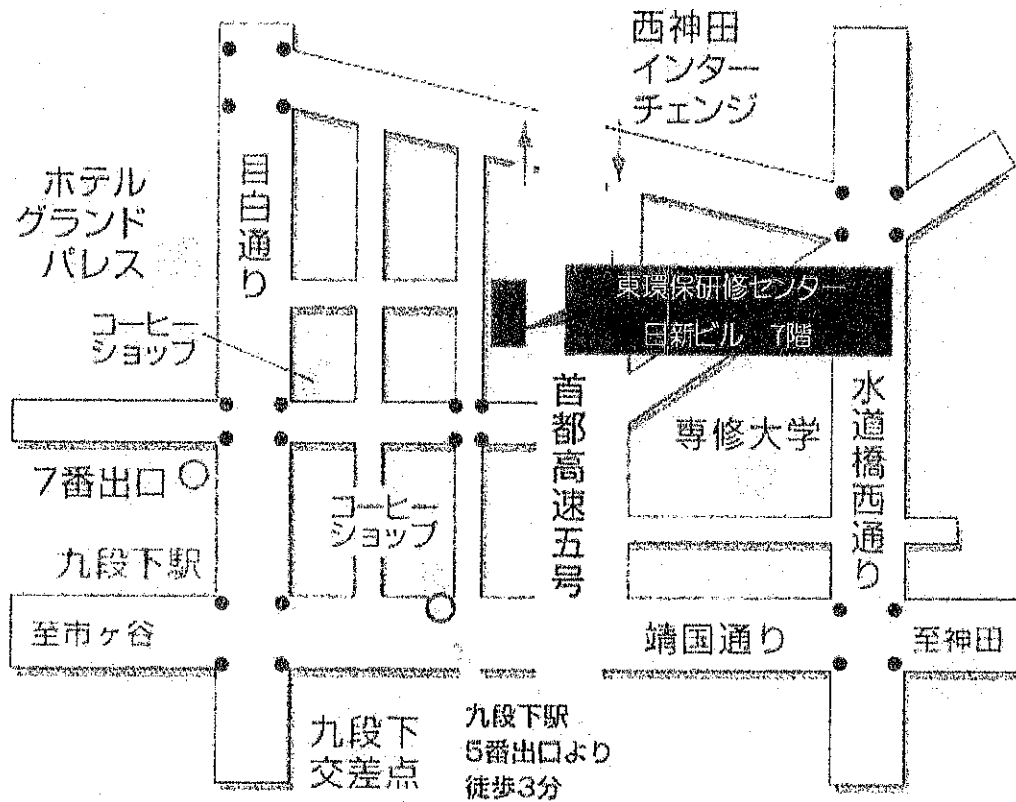 西神田
インター
チェンジ
ホテル
グランド
パレス
目白通り
コーヒー
ショップ
東環保研修センター
日新ビル 7階
首都高速五号
専修大学
水道橋西通り
7番出口
コーヒー
ショップ
九段下駅
至市ヶ谷
靖国通り
至神田
九段下
交差点
九段下駅
5番出口より
徒歩3分